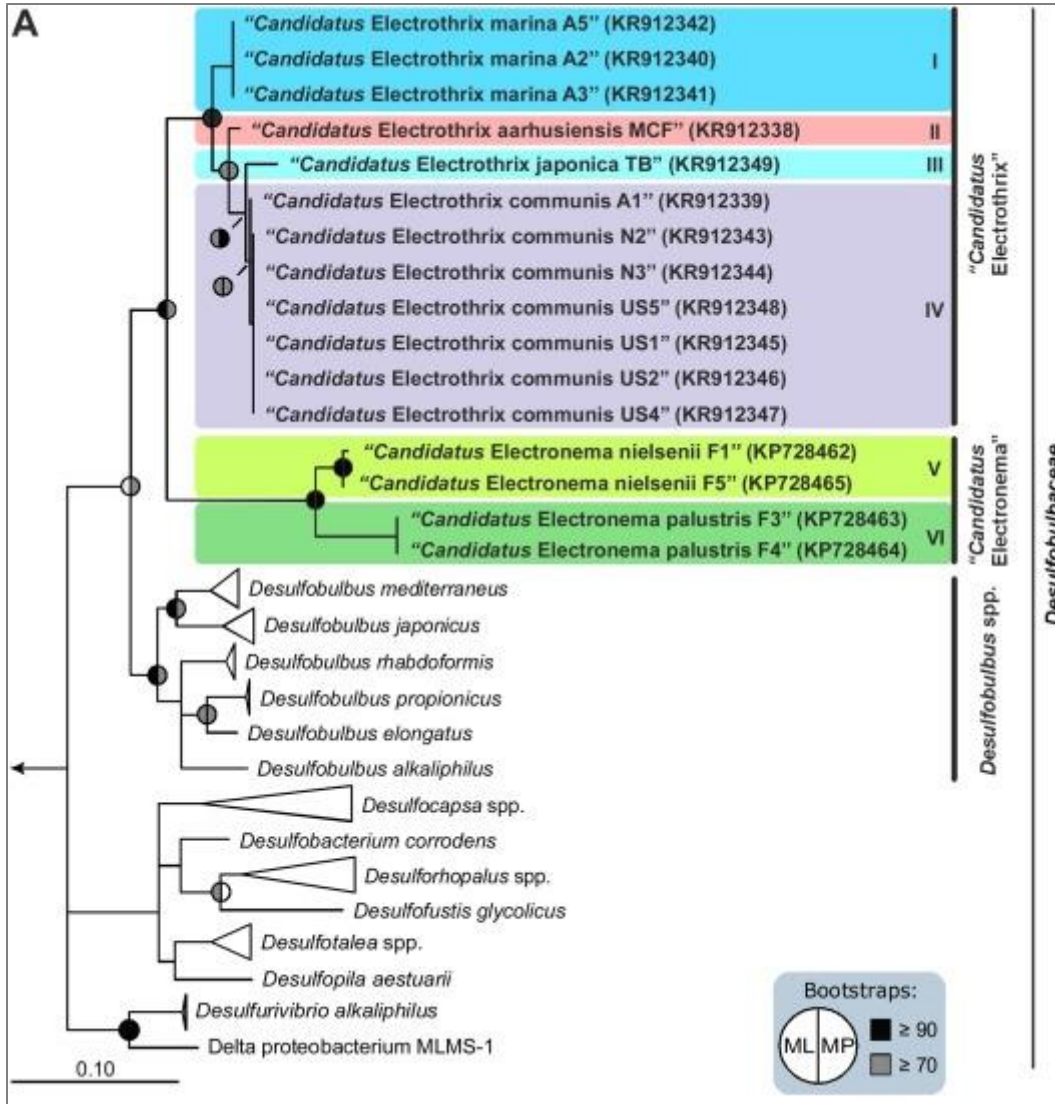 A
“Candidatus Electrothrix marina A5” (KR912342)
“Candidatus Electrothrix marina A2” (KR912340)
“Candidatus Electrothrix marina A3” (KR912341)
I
“Candidatus Electrothrix aarhusiensis MCF” (KR912338)
II
“Candidatus Electrothrix japonica TB” (KR912349)
III
“Candidatus Electrothrix communis A1” (KR912339)
“Candidatus Electrothrix communis N2” (KR912343)
“Candidatus Electrothrix communis N3” (KR912344)
“Candidatus Electrothrix communis US5” (KR912348)
“Candidatus Electrothrix communis US1” (KR912345)
“Candidatus Electrothrix communis US2” (KR912346)
“Candidatus Electrothrix communis US4” (KR912347)
IV
“Candidatus
Electrothrix”
“Candidatus Electronema nielsenii F1” (KP728462)
“Candidatus Electronema nielsenii F5” (KP728465)
V
“Candidatus Electronema palustris F3” (KP728463)
“Candidatus Electronema palustris F4” (KP728464)
VI
“Candidatus
Electronema”
Desulfobulbus mediterraneus
Desulfobulbus japonicus
Desulfobulbus rhabdoformis
Desulfobulbus propionicus
Desulfobulbus elongatus
Desulfobulbus alkaliphilus
Desulfobulbus spp.
Desulfobulbaceae
Desulfocapsa spp.
Desulfobacterium corrodens
Desulforhopalus spp.
Desulfofustis glycolicus
Desulfotalea spp.
Desulfopila aestuarii
Desulfurivibrio alkaliphilus
Delta proteobacterium MLMS-1
0.10
Bootstraps:
ML MP
≥ 90
≥ 70